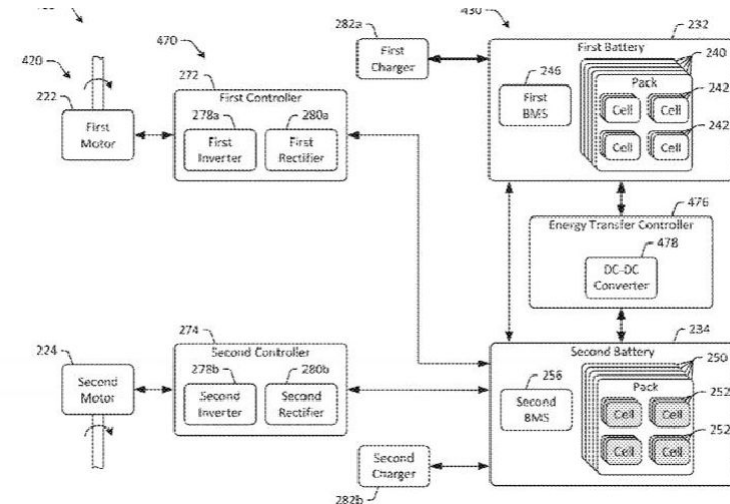 430
282a
232
420
470
First
Charger
First Battery
240
222
272
246
Pack
First Controller
First
BMS
Cell
Cell
242
First
Motor
278a
280a
242
First
Inverter
First
Rectifier
Cell
Cell
476
Energy Transfer Controller
478
DC-DC
Converter
224
274
234
Second Controller
Second Battery
250
278b
280b
256
Pack
Second
Motor
Second
Inverter
Second
Rectifier
Second
BMS
Cell
Cell
252
252
Cell
Cell
Second
Charger
282b